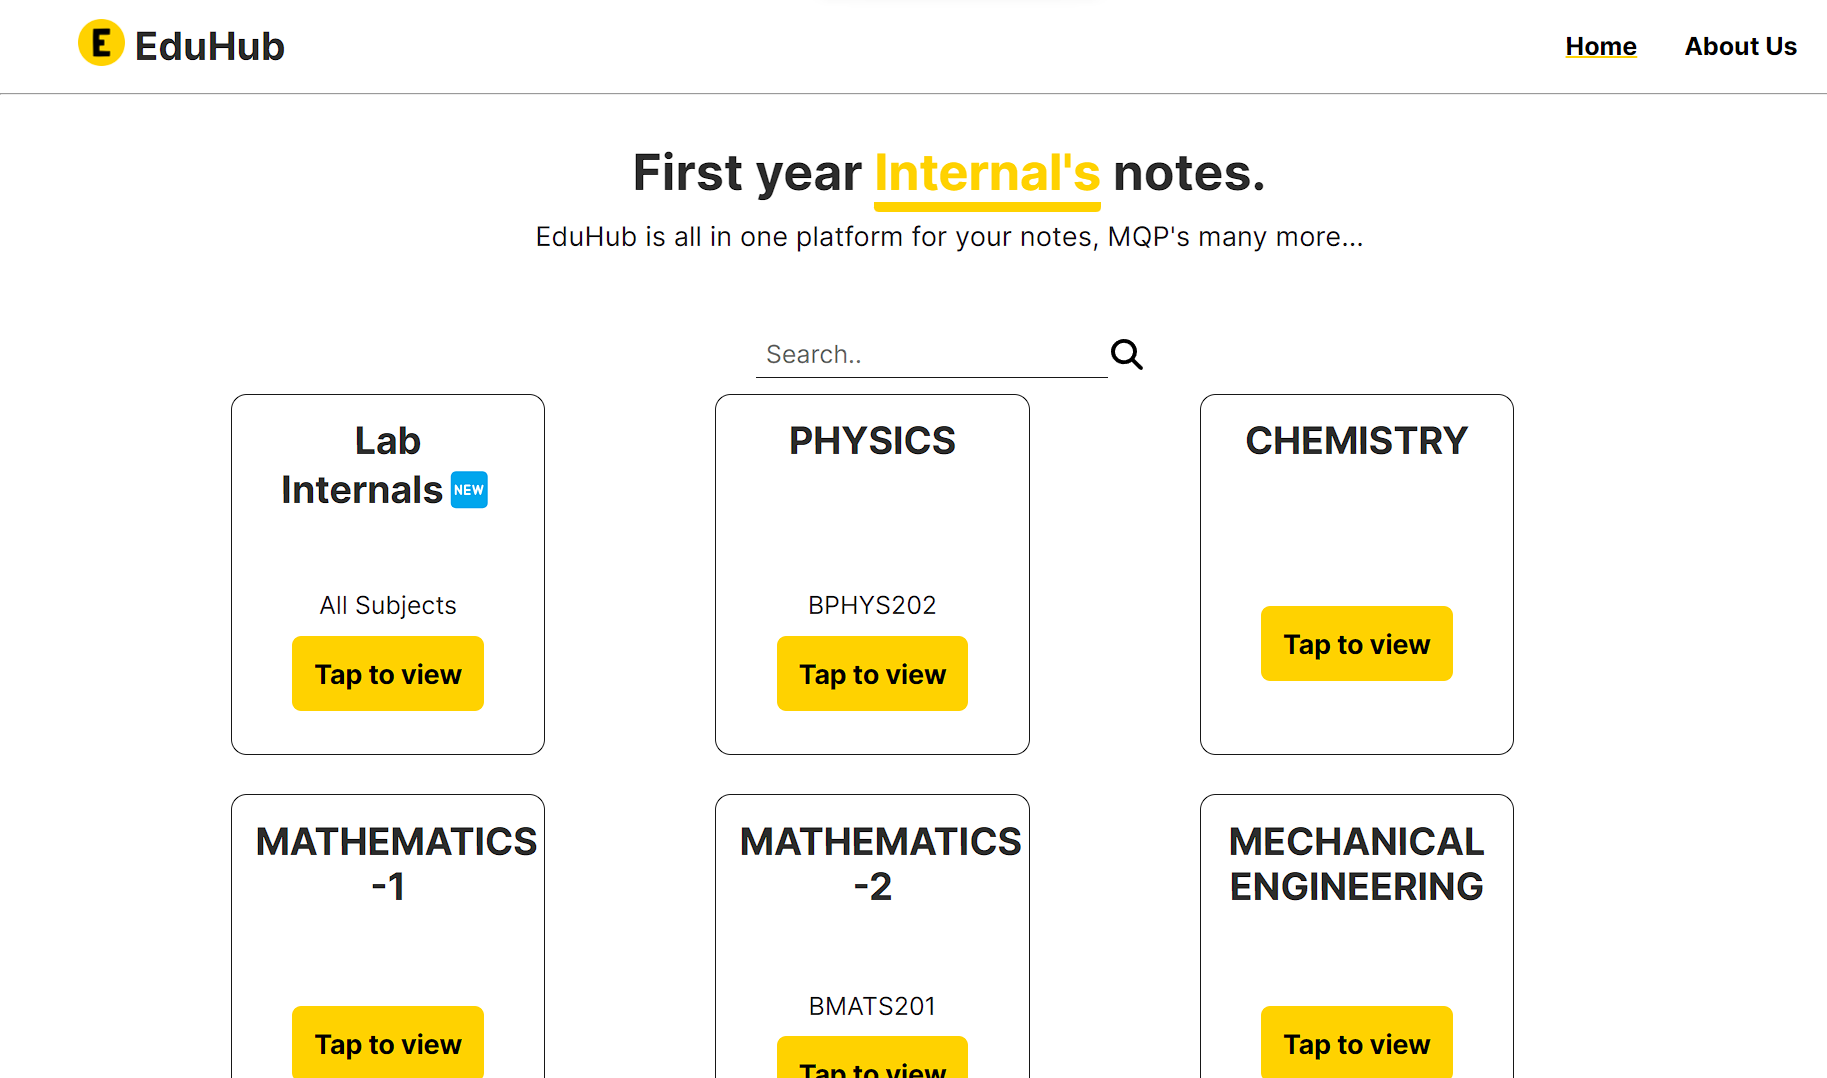 E EduHub
Home
About Us
First year Internal's notes.
EduHub is all in one platform for your notes, MQP's many more...
Search..
Lab
Internals NEW
All Subjects
Tap to view
PHYSICS
BPHYS202
Tap to view
CHEMISTRY
Tap to view
MATHEMATICS
-1
Tap to view
MATHEMATICS
-2
BMATS201
Tap to view
MECHANICAL
ENGINEERING
Tap to view